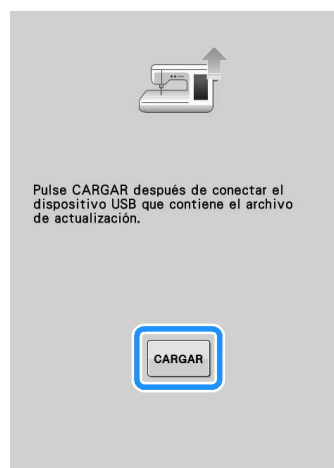 Pulse CARGAR después de conectar el
dispositivo USB que contiene el archivo
de actualización.
CARGAR